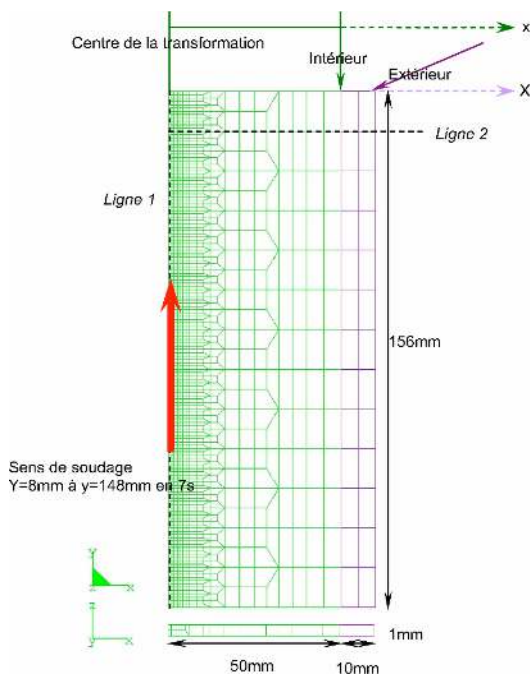 x
Centre de la transformation
Intérieur
Extérieur
X
Ligne 2
Ligne 1
156mm
Sens de soudage
Y=8mm à y=148mm en 7s
Y
z x
z
y x
1mm
50mm
10mm